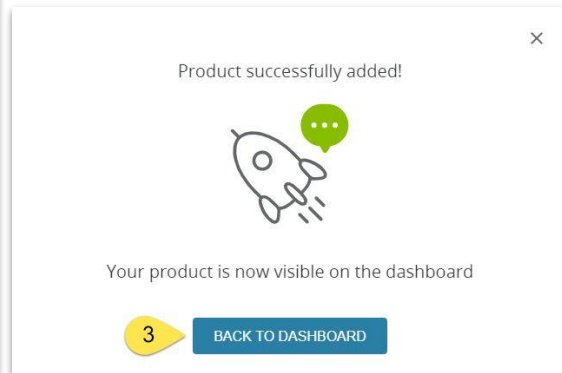 Product successfully added!
Your product is now visible on the dashboard
3
BACK TO DASHBOARD